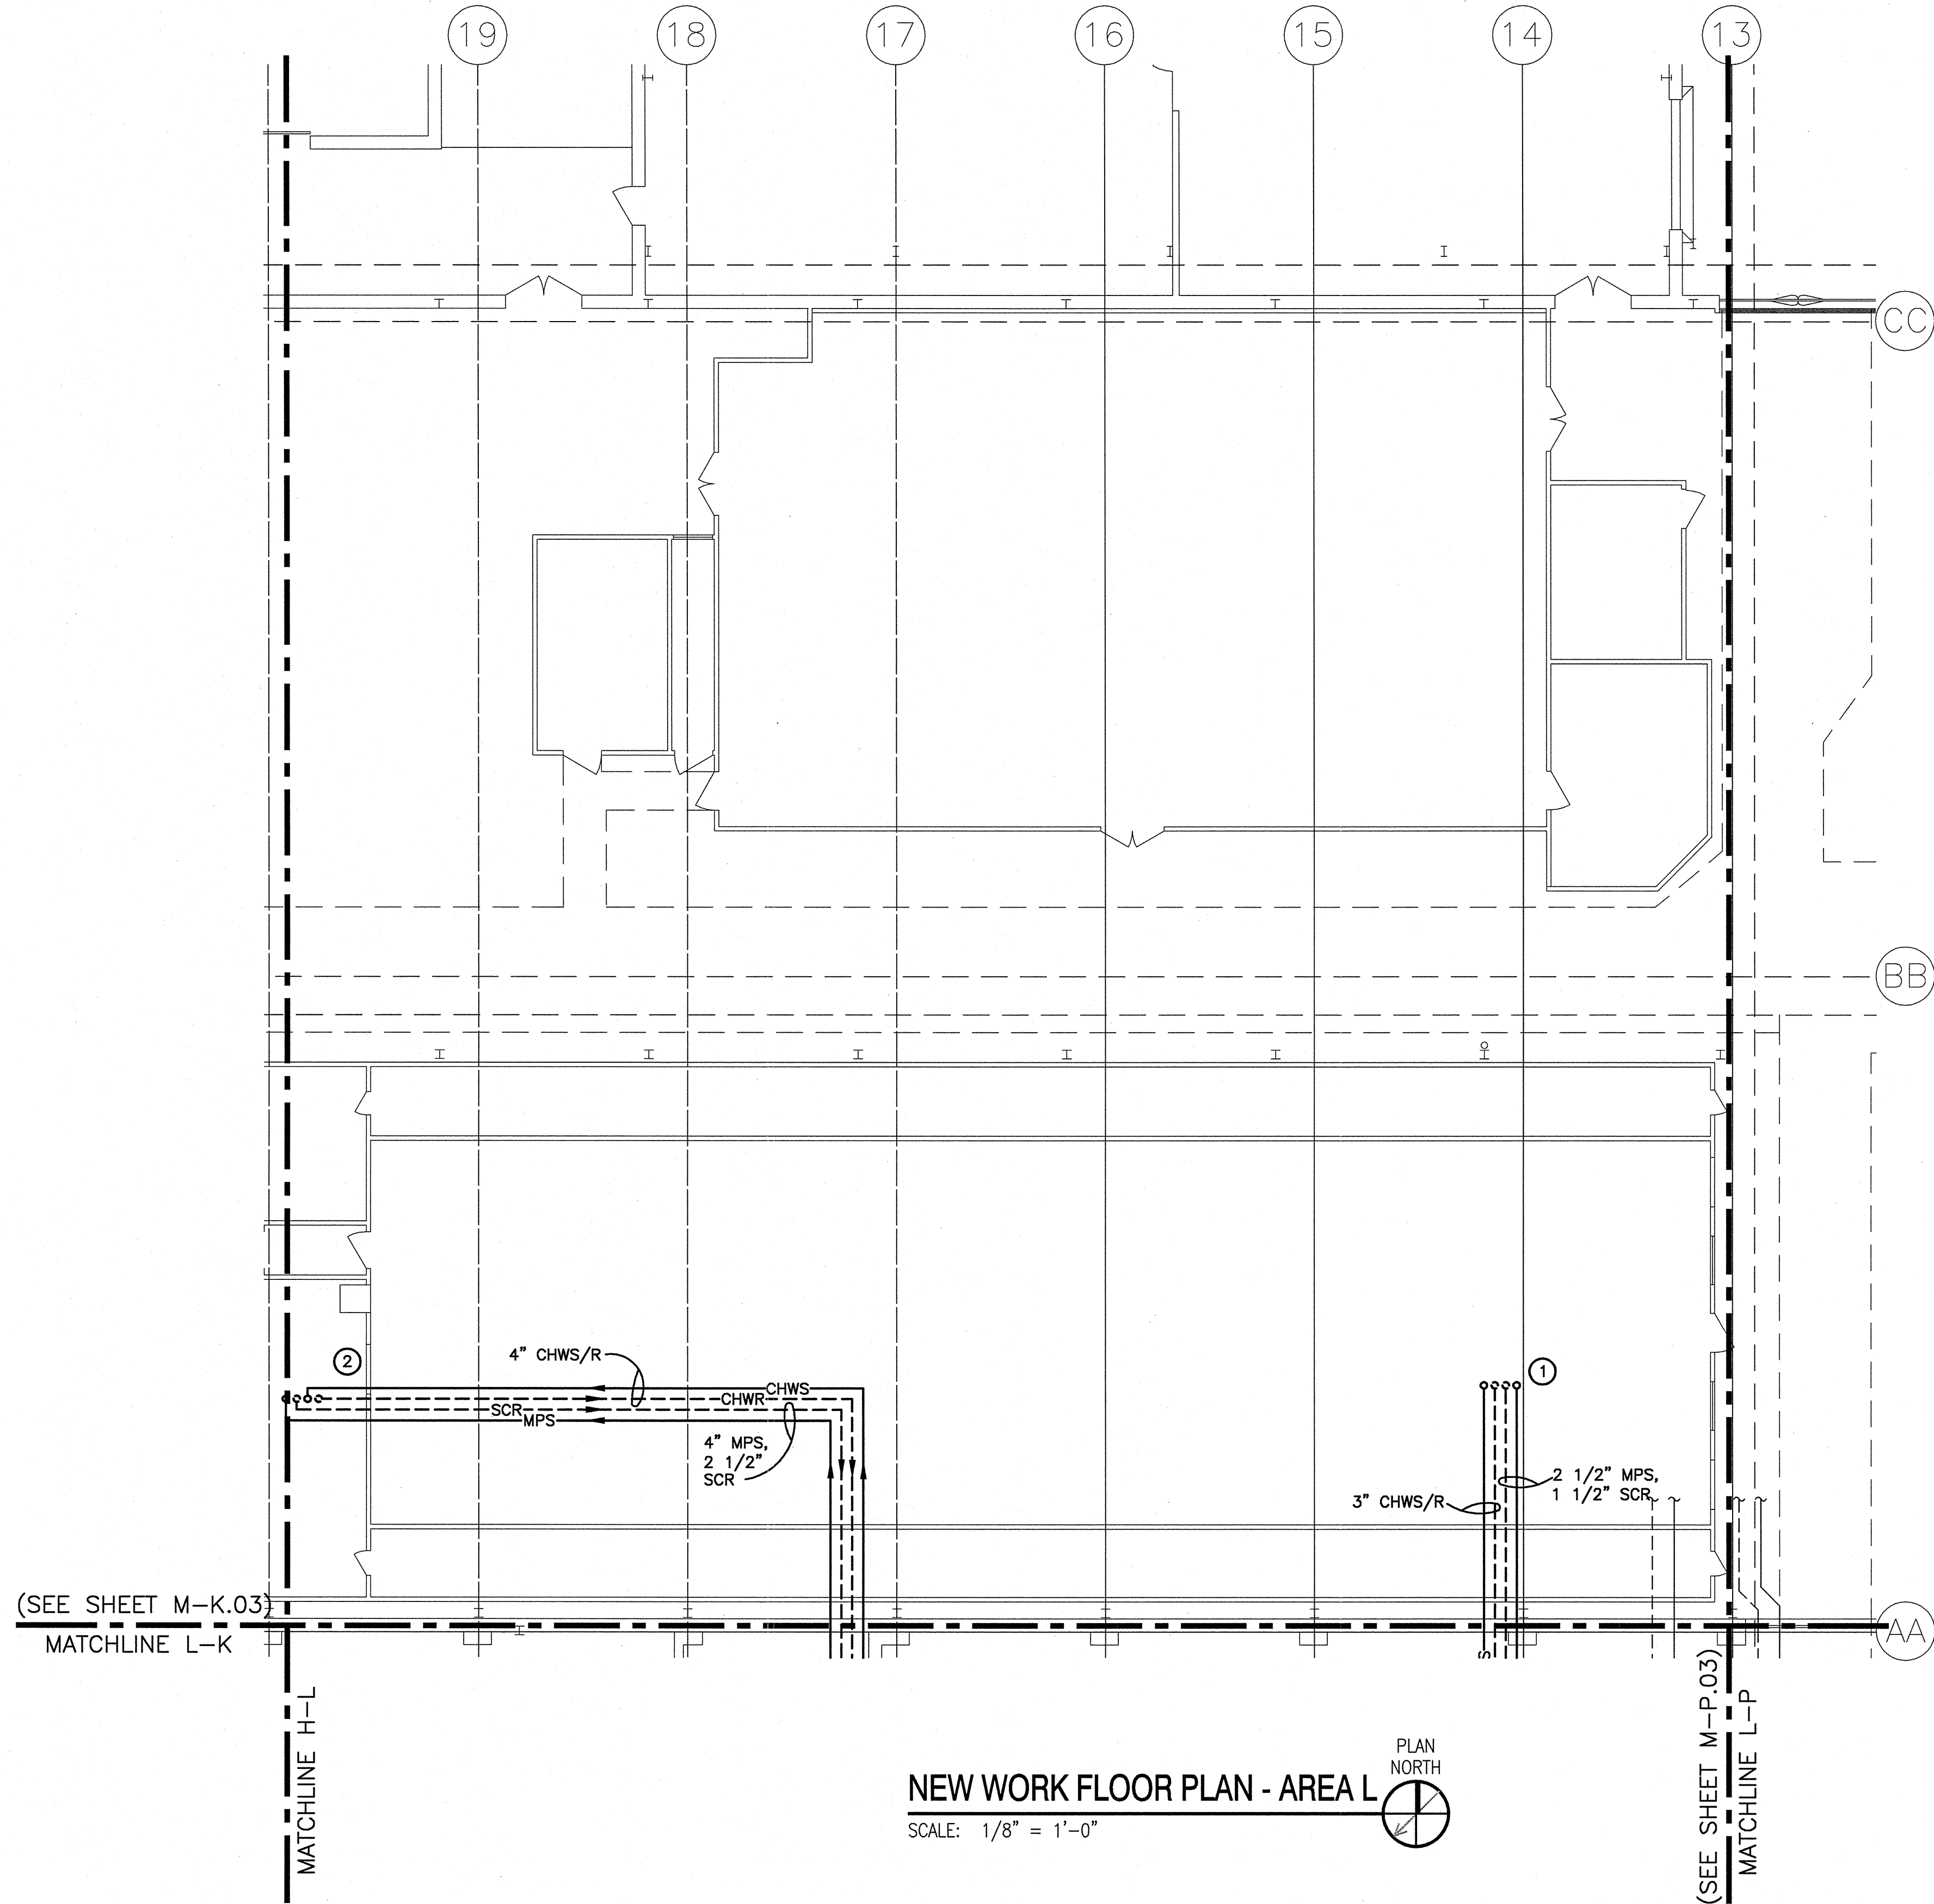 19
18
17
16
15
14
13
CC
BB
2
4" CHWS/R
CHWS
CHWR
SCR
MPS
4" MPS,
2 1/2"
SCR
1
2 1/2" MPS,
1 1/2" SCR
3" CHWS/R
S
(SEE SHEET M-K.03)
MATCHLINE L-K
AA
MATCHLINE H-L
(SEE SHEET M-P.03)
MATCHLINE L-P
PLAN
NORTH
NEW WORK FLOOR PLAN - AREA L
SCALE: 1/8" = 1'-0"